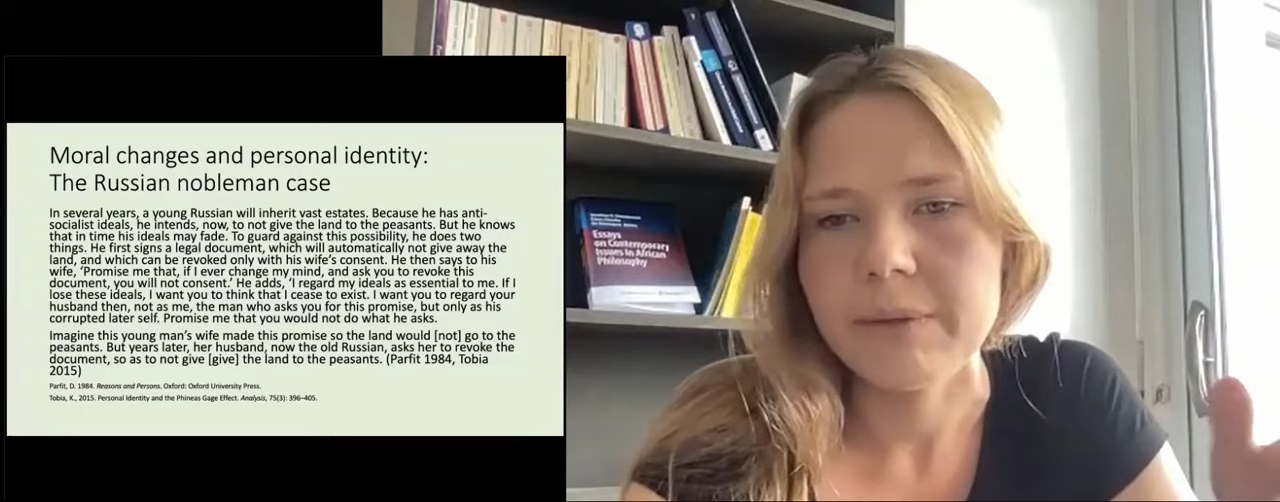 Moral changes and personal identity:
The Russian nobleman case
In several years, a young Russian will inherit vast estates. Because he has anti-
socialist ideals, he intends, now, to not give the land to the peasants. But he knows
that in time his ideals may fade. To guard against this possibility, he does two
things. He first signs a legal document, which will automatically not give away the
land, and which can be revoked only with his wife's consent. He then says to his
wife, 'Promise me that, if I ever change my mind, and ask you to revoke this
document, you will not consent.' He adds, 'I regard my ideals as essential to me. If I
lose these ideals, I want you to think that I cease to exist. I want you to regard your
husband then, not as me, the man who asks you for this promise, but only as his
corrupted later self. Promise me that you would not do what he asks.
Imagine this young man's wife made this promise so the land would [not] go to the
peasants. But years later, her husband, now the old Russian, asks her to revoke the
document, so as to not give [give] the land to the peasants. (Parfit 1984, Tobia
2015)
Parfit, D. 1984. Reasons and Persons. Oxford: Oxford University Press.
Tobia, K., 2015. Personal Identity and the Phineas Gage Effect. Analysis, 75(3): 396–405.
Essays
on Contemporary
Issues in African
Philosophy